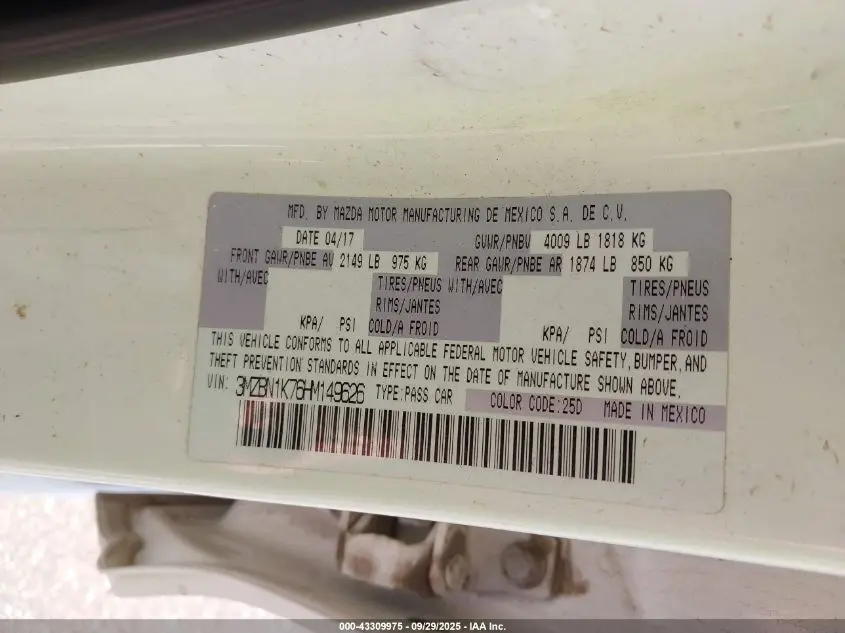 MFD. BY MAZDA MOTOR MANUFACTURING DE MEXICO S.A. DE C.V.
DATE 04/17 GVWR/PNBV 4009 LB 1818 KG
FRONT GAWR/PNBE AV 2149 LB 975 KG REAR GAWR/PNBE AR 1874 LB 850 KG
WITH/AVEC TIRES/PNEUS WITH/AVEC TIRES/PNEUS
RIMS/JANTES RIMS/JANTES
KPA/ PSI COLD/A FROID KPA/ PSI COLD/A FROID
THIS VEHICLE CONFORMS TO ALL APPLICABLE FEDERAL MOTOR VEHICLE SAFETY, BUMPER, AND
THEFT PREVENTION STANDARDS IN EFFECT ON THE DATE OF MANUFACTURE SHOWN ABOVE.
VIN: 3MZBN1K76HM149626 TYPE:PASS CAR COLOR CODE:25D MADE IN MEXICO
000-43309975 - 09/29/2025 - IAA Inc.